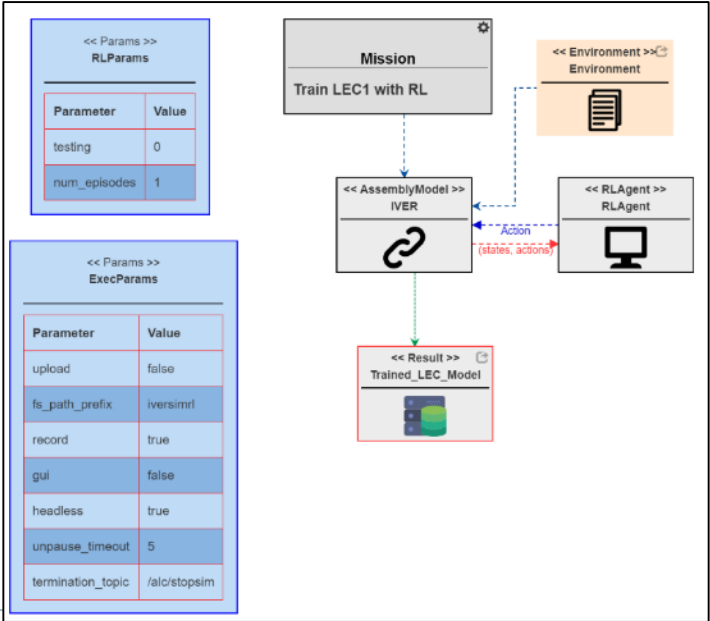 << Params >>
RLParams
Parameter Value
testing 0
num_episodes 1
<< Params >>
ExecParams
Parameter Value
upload false
fs_path_prefix iversimrl
record true
gui false
headless true
unpause_timeout 5
termination_topic /alc/stopsim
Mission
Train LEC1 with RL
<< Environment >>
Environment
<< AssemblyModel >>
IVER
<< RLAgent >>
RLAgent
Action
(states, actions)
<< Result >>
Trained_LEC_Model